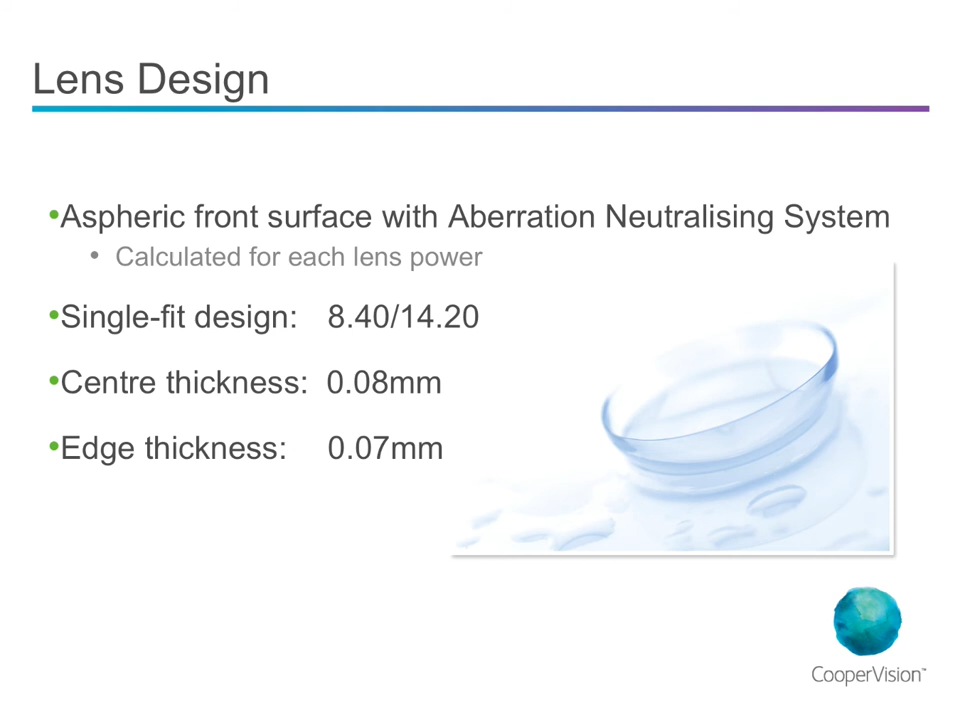 Lens Design
•Aspheric front surface with Aberration Neutralising System
• Calculated for each lens power
•Single-fit design: 8.40/14.20
•Centre thickness: 0.08mm
•Edge thickness: 0.07mm
CooperVision™